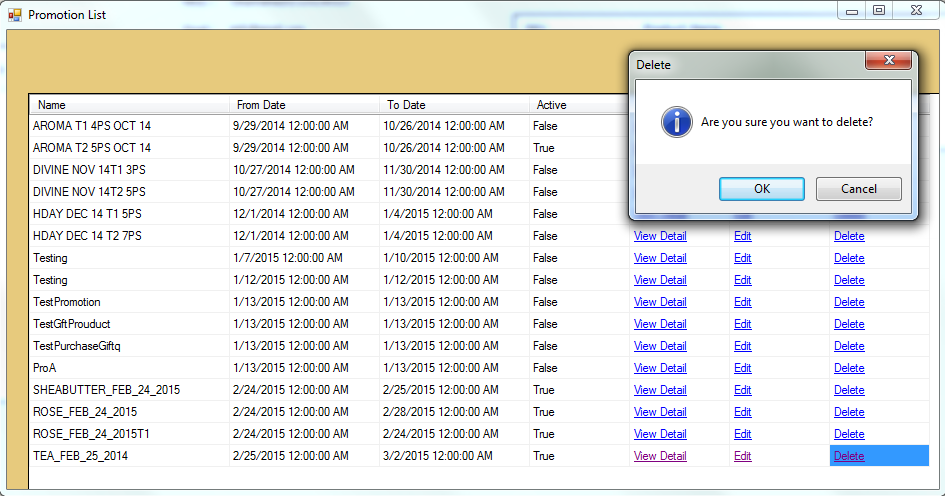 Promotion List
Delete
Are you sure you want to delete?
OK Cancel
Name From Date To Date Active
AROMA T1 4PS OCT 14 9/29/2014 12:00:00 AM 10/26/2014 12:00:00 AM False
AROMA T2 5PS OCT 14 9/29/2014 12:00:00 AM 10/26/2014 12:00:00 AM True
DIVINE NOV 14T1 3PS 10/27/2014 12:00:00 AM 11/30/2014 12:00:00 AM False
DIVINE NOV 14T2 5PS 10/27/2014 12:00:00 AM 11/30/2014 12:00:00 AM False
HDAY DEC 14 T1 5PS 12/1/2014 12:00:00 AM 1/4/2015 12:00:00 AM False
HDAY DEC 14 T2 7PS 12/1/2014 12:00:00 AM 1/4/2015 12:00:00 AM False View Detail Edit Delete
Testing 1/7/2015 12:00:00 AM 1/10/2015 12:00:00 AM False View Detail Edit Delete
Testing 1/12/2015 12:00:00 AM 1/12/2015 12:00:00 AM False View Detail Edit Delete
TestPromotion 1/13/2015 12:00:00 AM 1/13/2015 12:00:00 AM False View Detail Edit Delete
TestGftProuduct 1/13/2015 12:00:00 AM 1/13/2015 12:00:00 AM False View Detail Edit Delete
TestPurchaseGiftq 1/13/2015 12:00:00 AM 1/13/2015 12:00:00 AM False View Detail Edit Delete
ProA 1/13/2015 12:00:00 AM 1/13/2015 12:00:00 AM False View Detail Edit Delete
SHEABUTTER_FEB_24_2015 2/24/2015 12:00:00 AM 2/25/2015 12:00:00 AM True View Detail Edit Delete
ROSE_FEB_24_2015 2/24/2015 12:00:00 AM 2/28/2015 12:00:00 AM True View Detail Edit Delete
ROSE_FEB_24_2015T1 2/24/2015 12:00:00 AM 2/24/2015 12:00:00 AM True View Detail Edit Delete
TEA_FEB_25_2014 2/25/2015 12:00:00 AM 3/2/2015 12:00:00 AM True View Detail Edit Delete